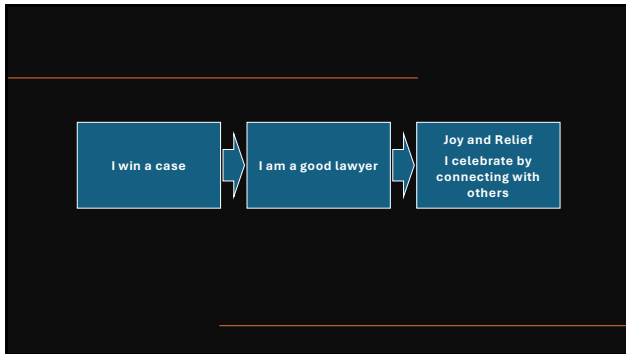 I win a case
I am a good lawyer
Joy and Relief
I celebrate by
connecting with
others